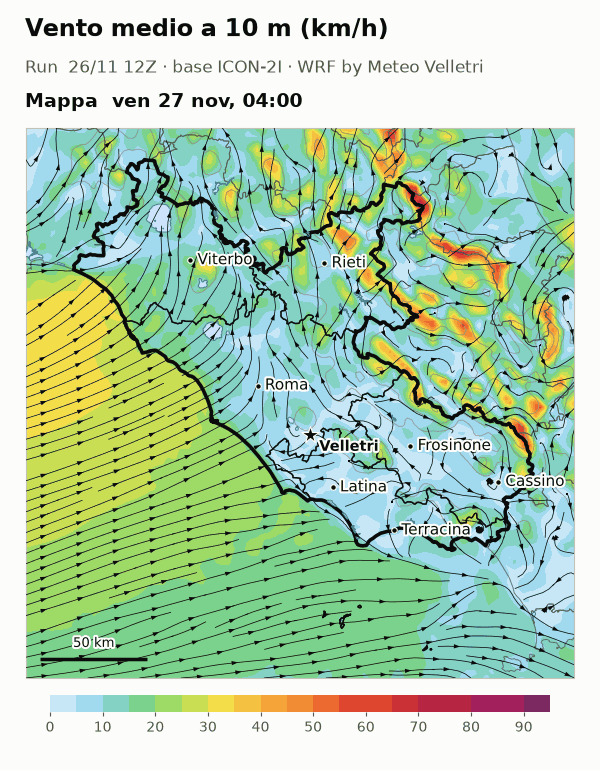 Vento medio a 10 m (km/h)
Run  26/11 12Z · base ICON-2I · WRF by Meteo Velletri
Mappa  ven 27 nov, 04:00
Viterbo
Rieti
Roma
Velletri
Frosinone
Cassino
Latina
Terracina
50 km
0 10 20 30 40 50 60 70 80 90